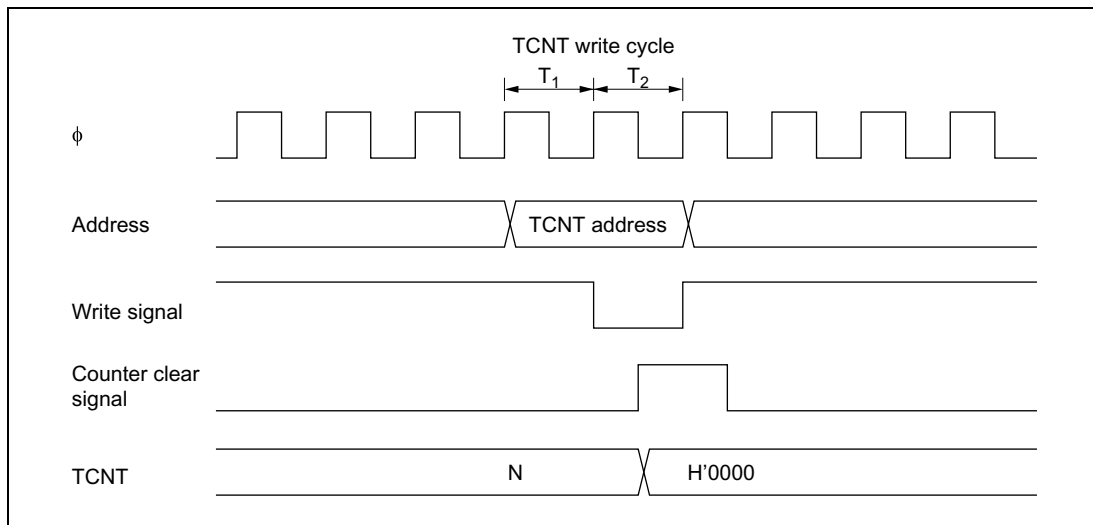 TCNT write cycle
T₁ T₂
ϕ
Address
TCNT address
Write signal
Counter clear
signal
TCNT
N
H'0000